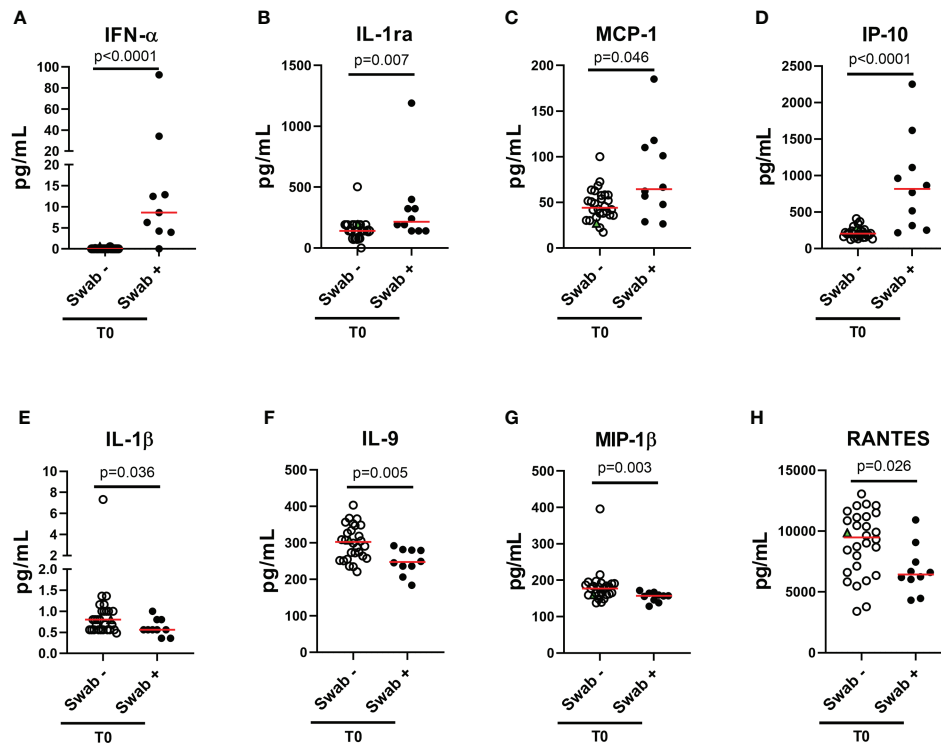 A
IFN-α
p<0.0001
pg/mL
100
80
60
40
20
20
15
10
5
0
Swab -
Swab +
T0
B
IL-1ra
p=0.007
pg/mL
1500
1000
500
0
Swab -
Swab +
T0
C
MCP-1
p=0.046
pg/mL
200
150
100
50
0
Swab -
Swab +
T0
D
IP-10
p<0.0001
pg/mL
2500
2000
1500
1000
500
0
Swab -
Swab +
T0
E
IL-1β
p=0.036
pg/mL
10
8
6
4
2
2.0
1.5
1.0
0.5
0.0
Swab -
Swab +
T0
F
IL-9
p=0.005
pg/mL
500
400
300
200
100
0
Swab -
Swab +
T0
G
MIP-1β
p=0.003
pg/mL
500
400
300
200
100
0
Swab -
Swab +
T0
H
RANTES
p=0.026
pg/mL
15000
10000
5000
0
Swab -
Swab +
T0